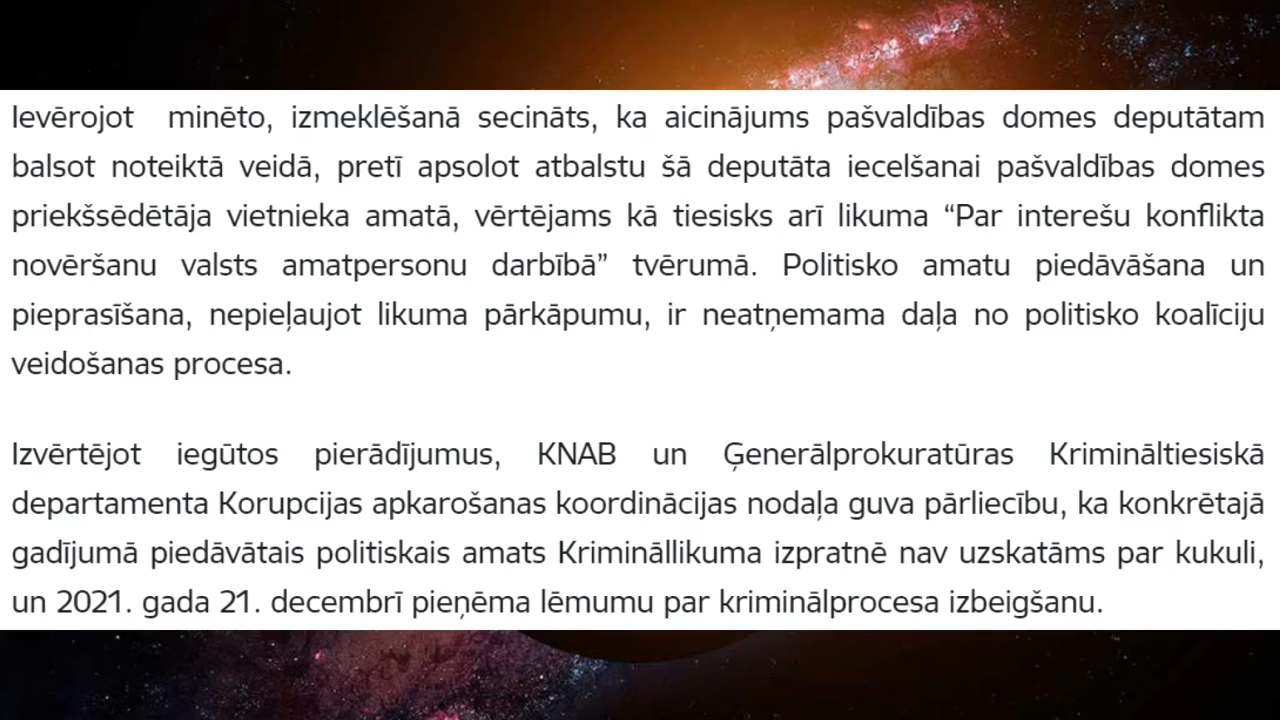 Ievērojot minēto, izmeklēšanā secināts, ka aicinājums pašvaldības domes deputātam
balsot noteiktā veidā, pretī apsolot atbalstu šā deputāta iecelšanai pašvaldības domes
priekšsēdētāja vietnieka amatā, vērtējams kā tiesisks arī likuma “Par interešu konflikta
novēršanu valsts amatpersonu darbībā” tvērumā. Politisko amatu piedāvāšana un
pieprasīšana, nepieļaujot likuma pārkāpumu, ir neatņemama daļa no politisko koalīciju
veidošanas procesa.
Izvērtējot iegūtos pierādījumus, KNAB un Ģenerālprokuratūras Krimināltiesiskā
departamenta Korupcijas apkarošanas koordinācijas nodaļa guva pārliecību, ka konkrētajā
gadījumā piedāvātais politiskais amats Krimināllikuma izpratnē nav uzskatāms par kukuli,
un 2021. gada 21. decembrī pieņēma lēmumu par kriminālprocesa izbeigšanu.